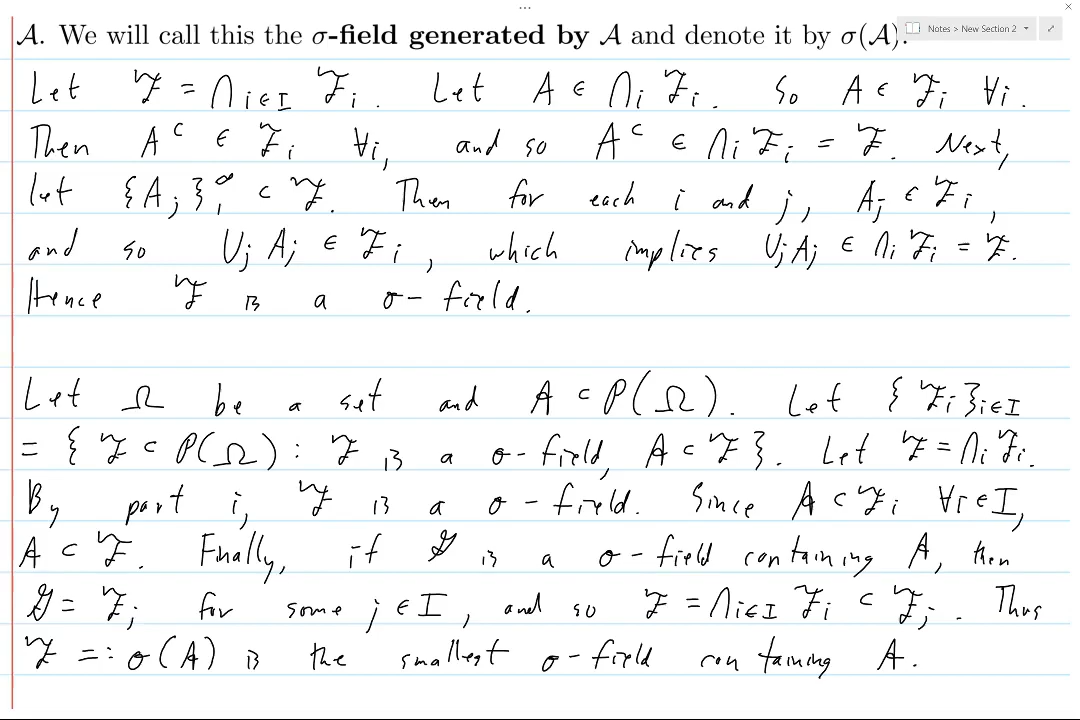 𝒜. We will call this the σ-field generated by 𝒜 and denote it by σ(𝒜).
Notes > New Section 2
Let ℱ = ∩_{i∈I} ℱ_i. Let A ∈ ∩_i ℱ_i. So A ∈ ℱ_i ∀i.
Then A^c ∈ ℱ_i ∀i, and so A^c ∈ ∩_i ℱ_i = ℱ. Next,
let {A_j}_1^∞ ⊂ ℱ. Then for each i and j, A_j ∈ ℱ_i,
and so ∪_j A_j ∈ ℱ_i, which implies ∪_j A_j ∈ ∩_i ℱ_i = ℱ.
Hence ℱ is a σ-field.
Let Ω be a set and A ⊂ P(Ω). Let {ℱ_i}_{i∈I}
= {ℱ ⊂ P(Ω) : ℱ is a σ-field, A ⊂ ℱ}. Let ℱ = ∩_i ℱ_i.
By part i, ℱ is a σ-field. Since A ⊂ ℱ_i ∀i∈I,
A ⊂ ℱ. Finally, if 𝒢 is a σ-field containing A, then
𝒢 = ℱ_j for some j ∈ I, and so ℱ = ∩_{i∈I} ℱ_i ⊂ ℱ_j. Thus
ℱ =: σ(A) is the smallest σ-field containing A.